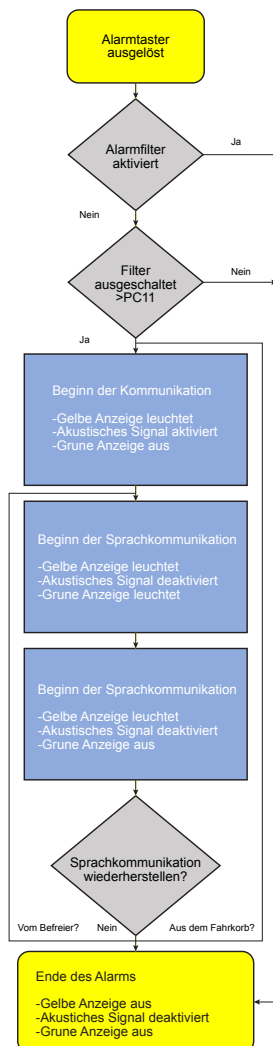 Alarmtaster
ausgelöst
Alarmfilter
aktiviert
Ja
Nein
Filter
ausgeschaltet
>PC11
Nein
Ja
Beginn der Kommunikation
-Gelbe Anzeige leuchtet
-Akustisches Signal aktiviert
-Grune Anzeige aus
Beginn der Sprachkommunikation
-Gelbe Anzeige leuchtet
-Akustisches Signal deaktiviert
-Grune Anzeige leuchtet
Beginn der Sprachkommunikation
-Gelbe Anzeige leuchtet
-Akustisches Signal deaktiviert
-Grune Anzeige aus
Sprachkommunikation
wiederherstellen?
Vom Befreier? Nein Aus dem Fahrkorb?
Ende des Alarms
-Gelbe Anzeige aus
-Akustiches Signal deaktiviert
-Grune Anzeige aus